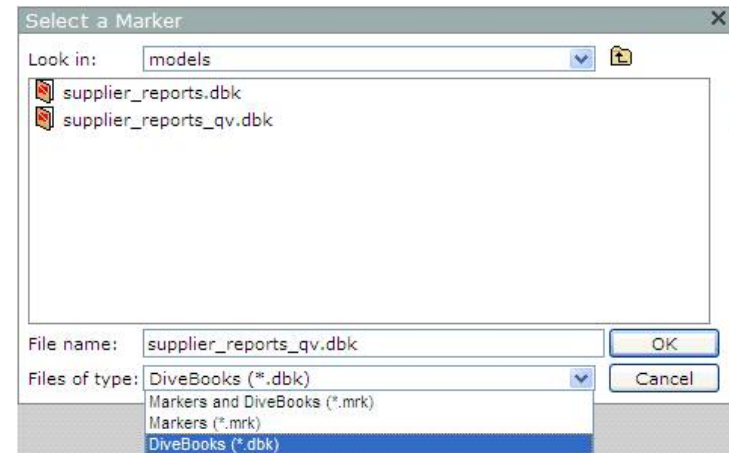 Select a Marker
Look in: models
supplier_reports.dbk
supplier_reports_qv.dbk
File name: supplier_reports_qv.dbk OK
Files of type: DiveBooks (*.dbk) Cancel
Markers and DiveBooks (*.mrk)
Markers (*.mrk)
DiveBooks (*.dbk)